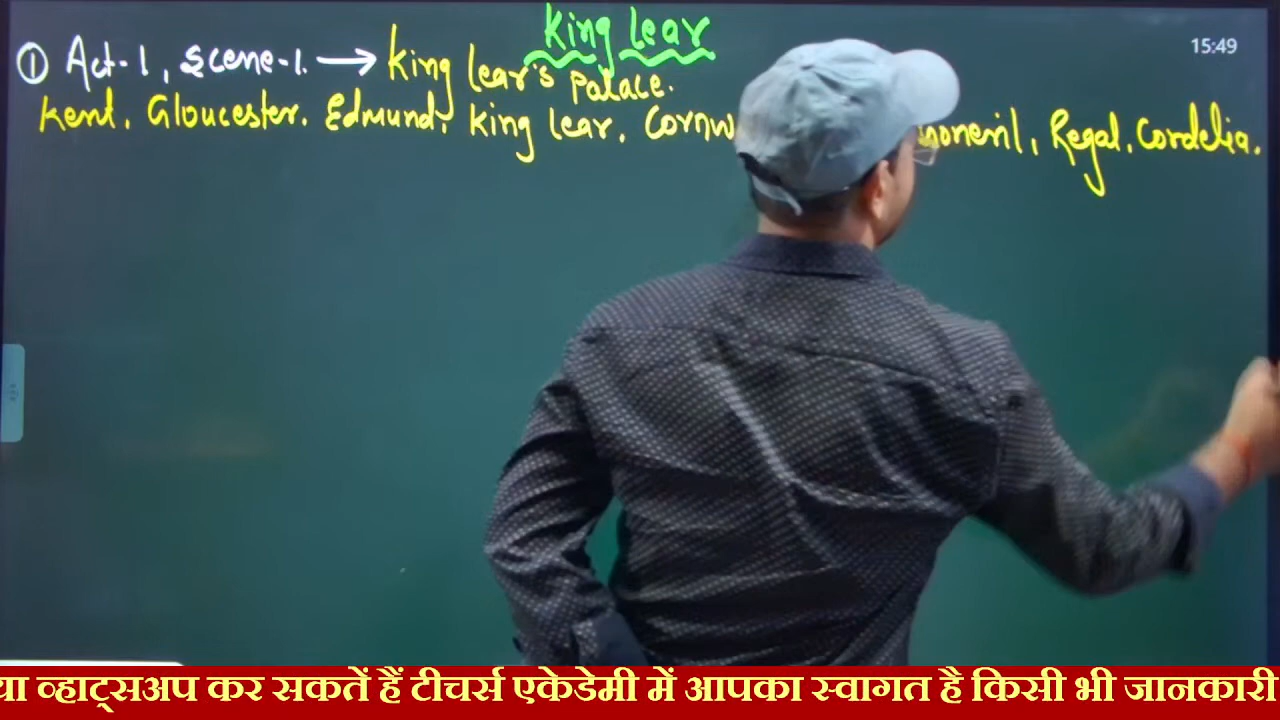 King Lear
15:49
① Act-1, Scene-1. → King Lear's Palace.
Kent. Gloucester. Edmund. King Lear. Cornw noneril, Regal, Cordelia.
या व्हाट्सअप कर सकतें हैं टीचर्स एकेडेमी में आपका स्वागत है किसी भी जानकारी